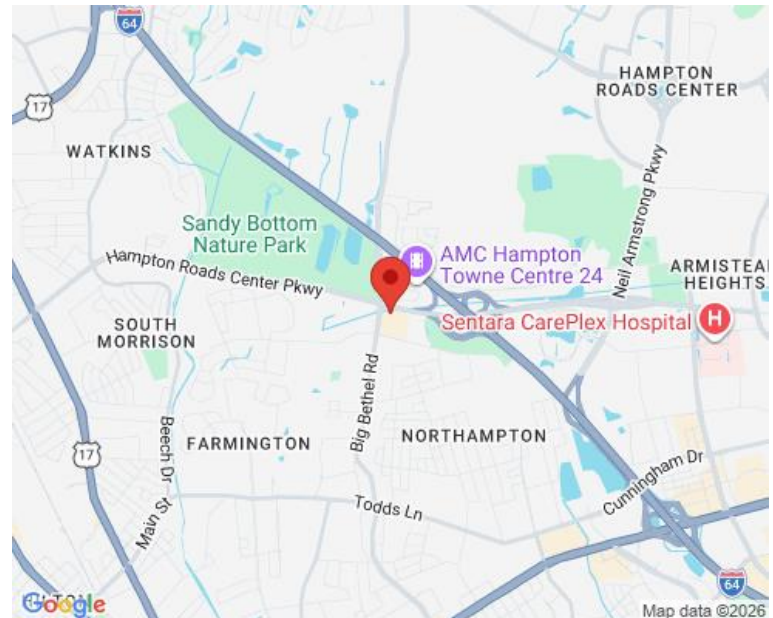 64
HAMPTON
ROADS CENTER
17
WATKINS
Neil Armstrong Pkwy
Sandy Bottom
Nature Park
AMC Hampton
Towne Centre 24
Hampton Roads Center Pkwy
ARMISTEAD
HEIGHTS
Sentara CarePlex Hospital
H
SOUTH
MORRISON
Big Bethel Rd
Beech Dr
FARMINGTON
NORTHAMPTON
17
Cunningham Dr
Todds Ln
Main St
64
Google
Map data ©2026